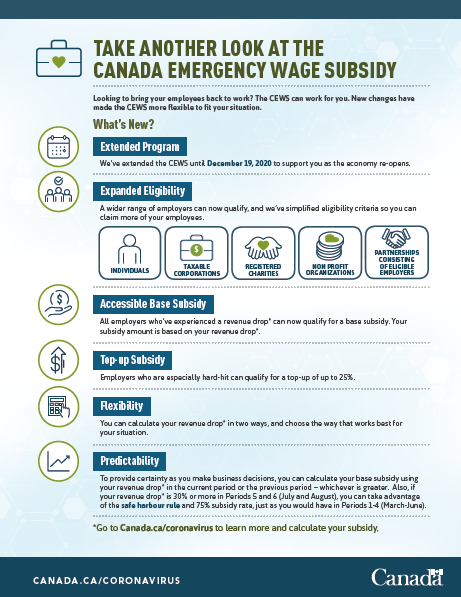 TAKE ANOTHER LOOK AT THE
CANADA EMERGENCY WAGE SUBSIDY
Looking to bring your employees back to work? The CEWS can work for you. New changes have
made the CEWS more flexible to fit your situation.
What's New?
Extended Program
We've extended the CEWS until December 19, 2020 to support you as the economy re-opens.
Expanded Eligibility
A wider range of employers can now qualify, and we've simplified eligibility criteria so you can
claim more of your employees.
INDIVIDUALS
TAXABLE
CORPORATIONS
REGISTERED
CHARITIES
NON PROFIT
ORGANIZATIONS
PARTNERSHIPS
CONSISTING
OF ELIGIBLE
EMPLOYERS
Accessible Base Subsidy
All employers who've experienced a revenue drop* can now qualify for a base subsidy. Your
subsidy amount is based on your revenue drop*.
Top-up Subsidy
Employers who are especially hard-hit can qualify for a top-up of up to 25%.
Flexibility
You can calculate your revenue drop* in two ways, and choose the way that works best for
your situation.
Predictability
To provide certainty as you make business decisions, you can calculate your base subsidy using
your revenue drop* in the current period or the previous period – whichever is greater. Also, if
your revenue drop* is 30% or more in Periods 5 and 6 (July and August), you can take advantage
of the safe harbour rule and 75% subsidy rate, just as you would have in Periods 1-4 (March-June).
*Go to Canada.ca/coronavirus to learn more and calculate your subsidy.
CANADA.CA/CORONAVIRUS
Canada